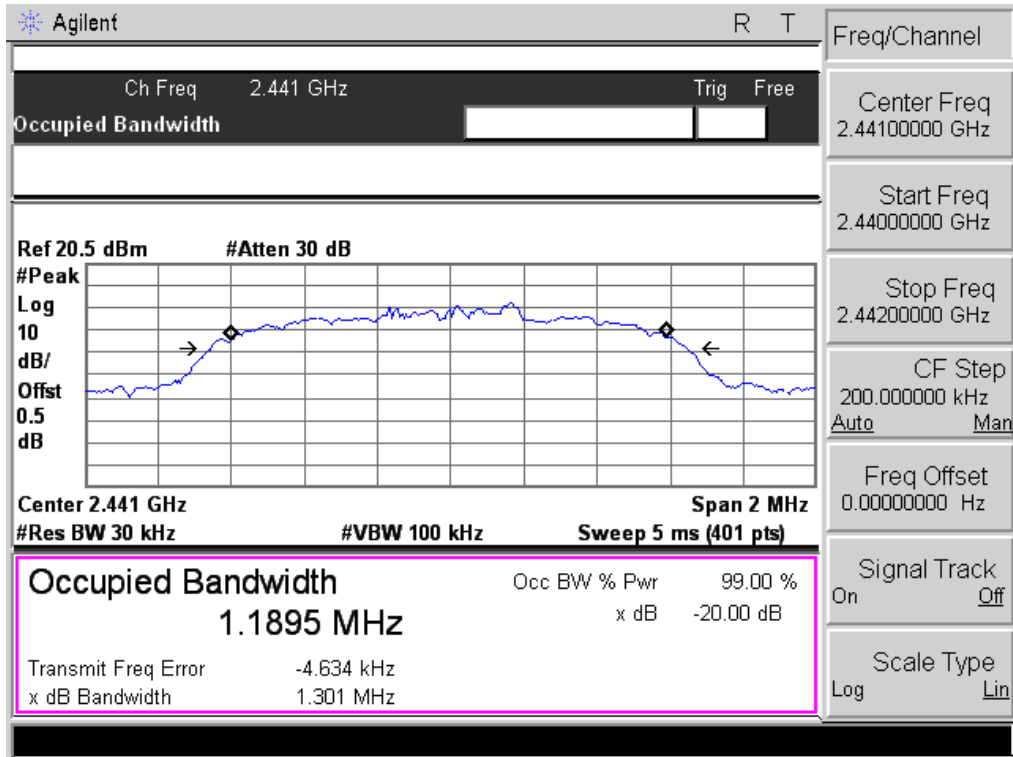 Agilent R T
Ch Freq 2.441 GHz Trig Free
Occupied Bandwidth
Ref 20.5 dBm #Atten 30 dB
#Peak
Log
10
dB/
Offst
0.5
dB
Center 2.441 GHz Span 2 MHz
#Res BW 30 kHz #VBW 100 kHz Sweep 5 ms (401 pts)
Occupied Bandwidth
1.1895 MHz
Occ BW % Pwr 99.00 %
x dB -20.00 dB
Transmit Freq Error -4.634 kHz
x dB Bandwidth 1.301 MHz
Freq/Channel
Center Freq
2.44100000 GHz
Start Freq
2.44000000 GHz
Stop Freq
2.44200000 GHz
CF Step
200.000000 kHz
Auto Man
Freq Offset
0.00000000 Hz
Signal Track
On Off
Scale Type
Log Lin